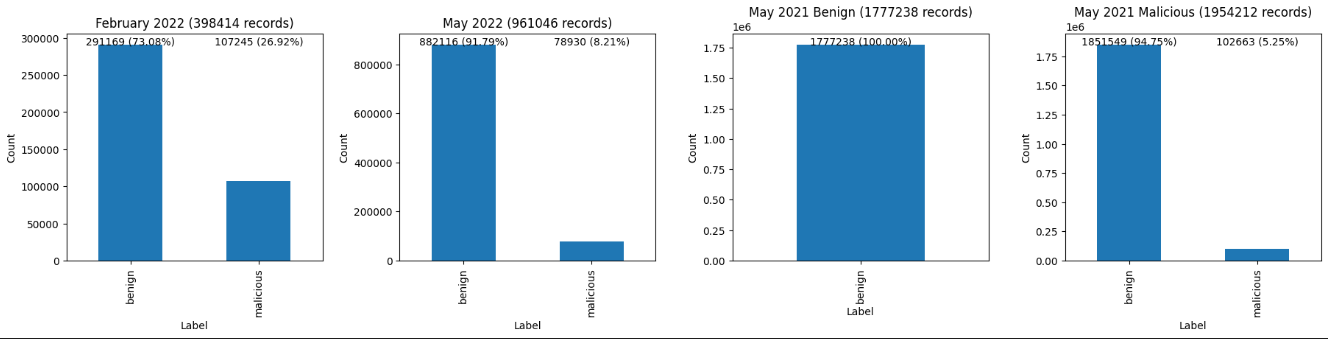 February 2022 (398414 records)
300000
291169 (73.08%)
107245 (26.92%)
250000
200000
150000
100000
50000
0
Count
benign
malicious
Label
May 2022 (961046 records)
882116 (91.79%)
78930 (8.21%)
800000
600000
400000
200000
0
Count
benign
malicious
Label
May 2021 Benign (1777238 records)
1e6
1777238 (100.00%)
1.75
1.50
1.25
1.00
0.75
0.50
0.25
0.00
Count
benign
Label
May 2021 Malicious (1954212 records)
1e6
1851549 (94.75%)
102663 (5.25%)
1.75
1.50
1.25
1.00
0.75
0.50
0.25
0.00
Count
benign
malicious
Label